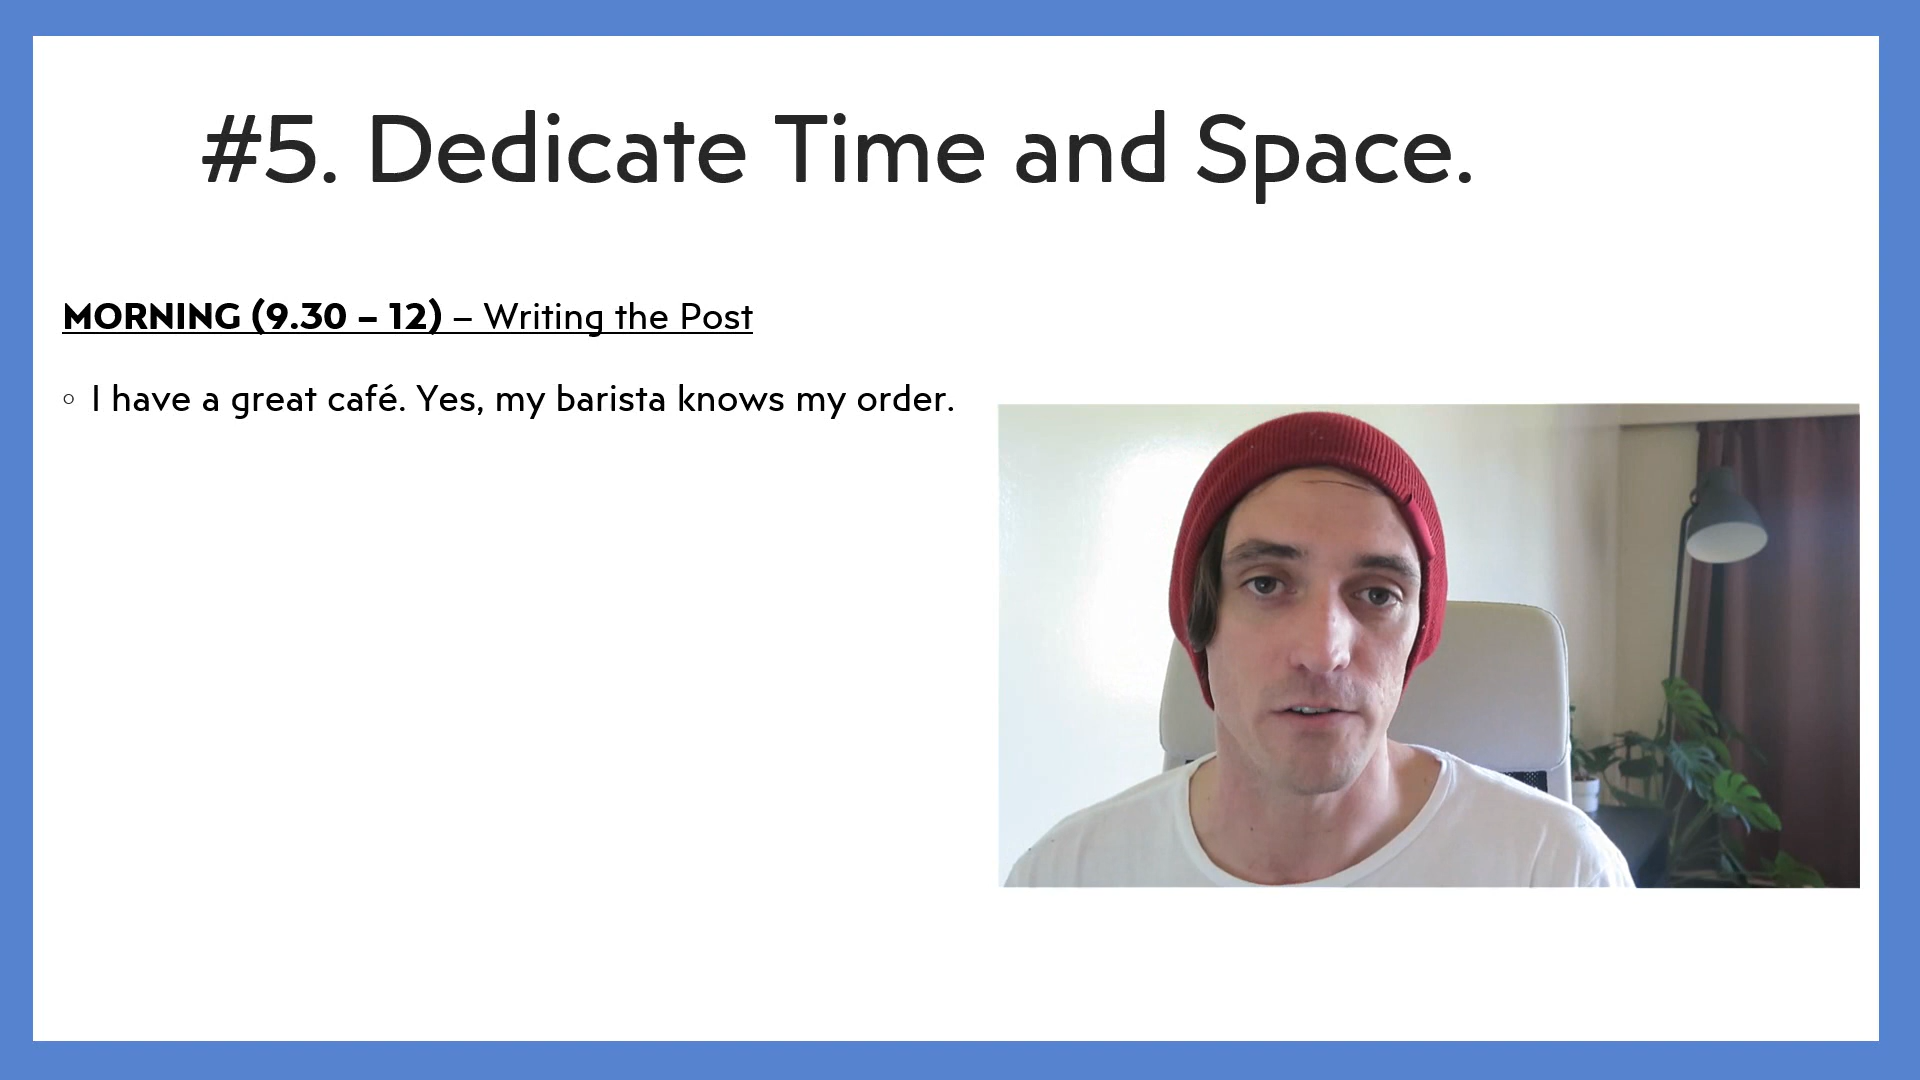 #5. Dedicate Time and Space.
MORNING (9.30 – 12) – Writing the Post
◦ I have a great café. Yes, my barista knows my order.